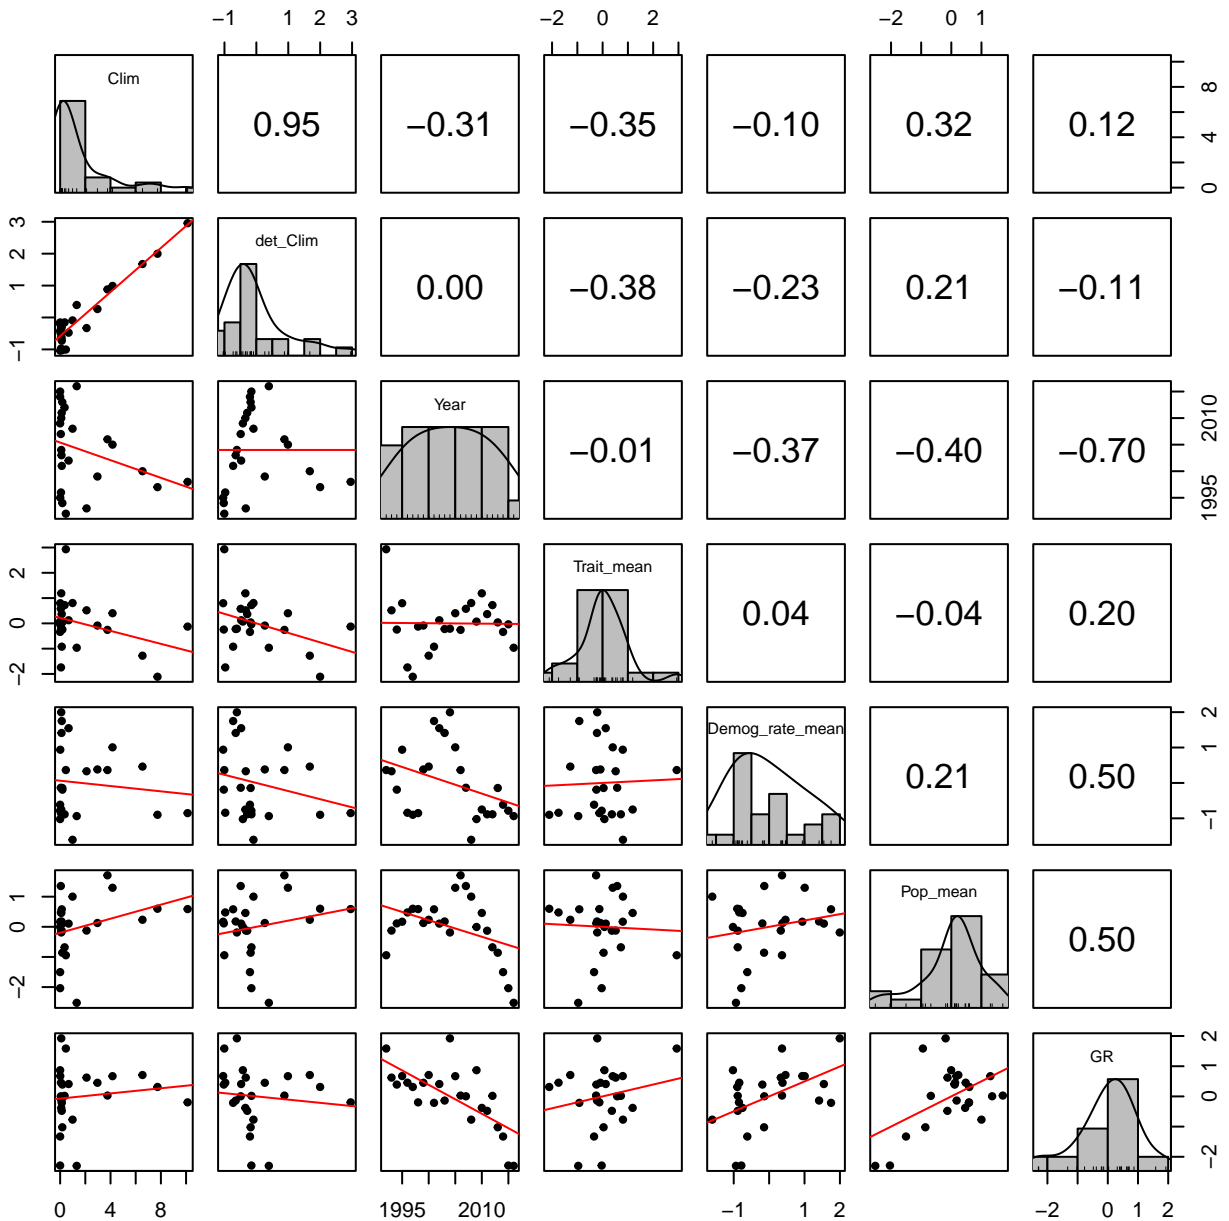 −1 1 2 3 −2 0 2 −2 0 1
Clim 0.95 −0.31 −0.35 −0.10 0.32 0.12 0 4 8
−1 1 2 3 det_Clim 0.00 −0.38 −0.23 0.21 −0.11
Year −0.01 −0.37 −0.40 −0.70 1995 2010
−2 0 2 Trait_mean 0.04 −0.04 0.20
Demog_rate_mean 0.21 0.50 −1 1 2
−2 0 1 Pop_mean 0.50
GR −2 0 1 2
0 4 8 1995 2010 −1 1 2 −2 0 1 2